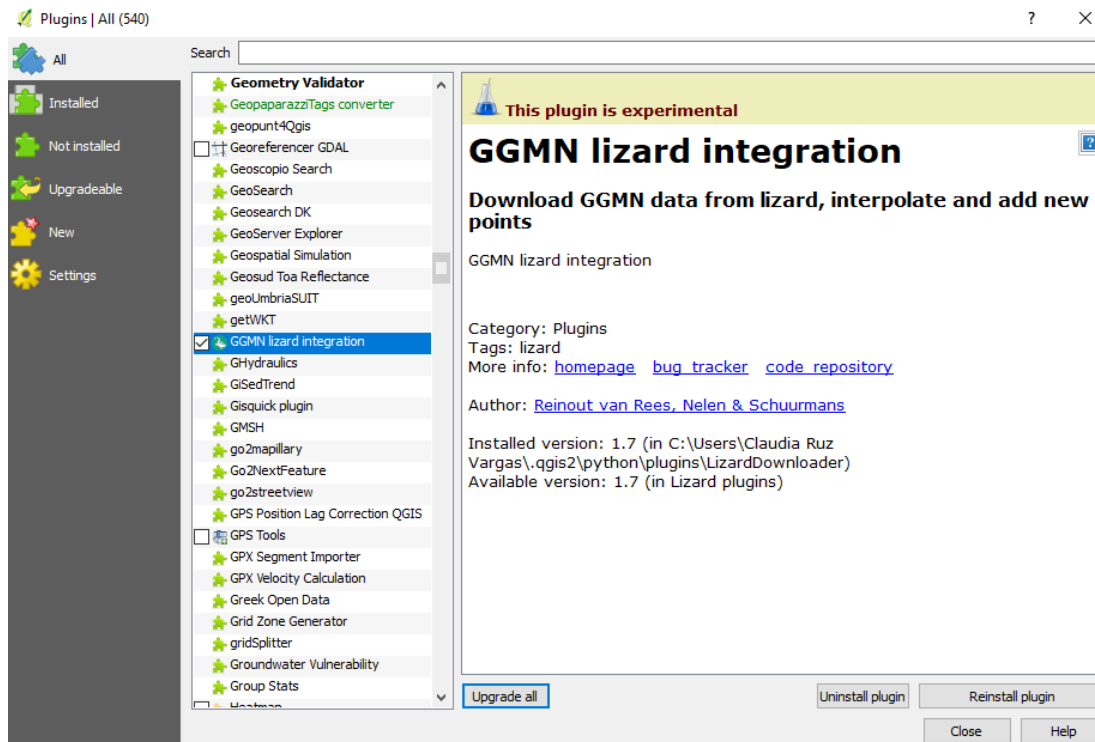 Plugins | All (540)
?
Search
All
Installed
Not installed
Upgradeable
New
Settings
Geometry Validator
GeopaparazziTags converter
geopunt4Qgis
Georeferencer GDAL
Geoscopio Search
GeoSearch
Geosearch DK
GeoServer Explorer
Geospatial Simulation
Geosud Toa Reflectance
geoUmbriaSUIT
getWKT
GGMN lizard integration
GHydraulics
GiSedTrend
Gisquick plugin
GMSH
go2mapillary
Go2NextFeature
go2streetview
GPS Position Lag Correction QGIS
GPS Tools
GPX Segment Importer
GPX Velocity Calculation
Greek Open Data
Grid Zone Generator
gridSplitter
Groundwater Vulnerability
Group Stats
Heatmap
This plugin is experimental
GGMN lizard integration
?
Download GGMN data from lizard, interpolate and add new
points
GGMN lizard integration
Category: Plugins
Tags: lizard
More info: homepage bug tracker code repository
Author: Reinout van Rees, Nelen & Schuurmans
Installed version: 1.7 (in C:\Users\Claudia Ruz
Vargas\.qgis2\python\plugins\LizardDownloader)
Available version: 1.7 (in Lizard plugins)
Upgrade all
Uninstall plugin
Reinstall plugin
Close
Help